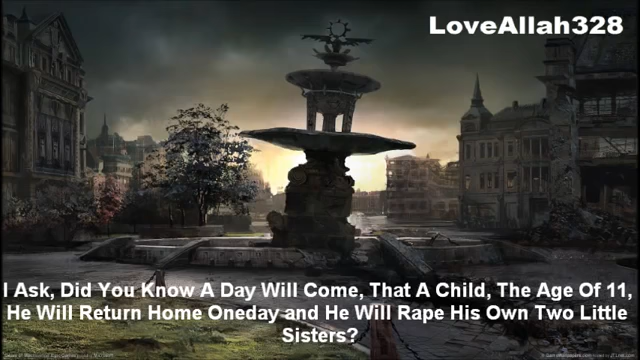 LoveAllah328
I Ask, Did You Know A Day Will Come, That A Child, The Age Of 11,
He Will Return Home Oneday and He Will Rape His Own Two Little
Sisters?